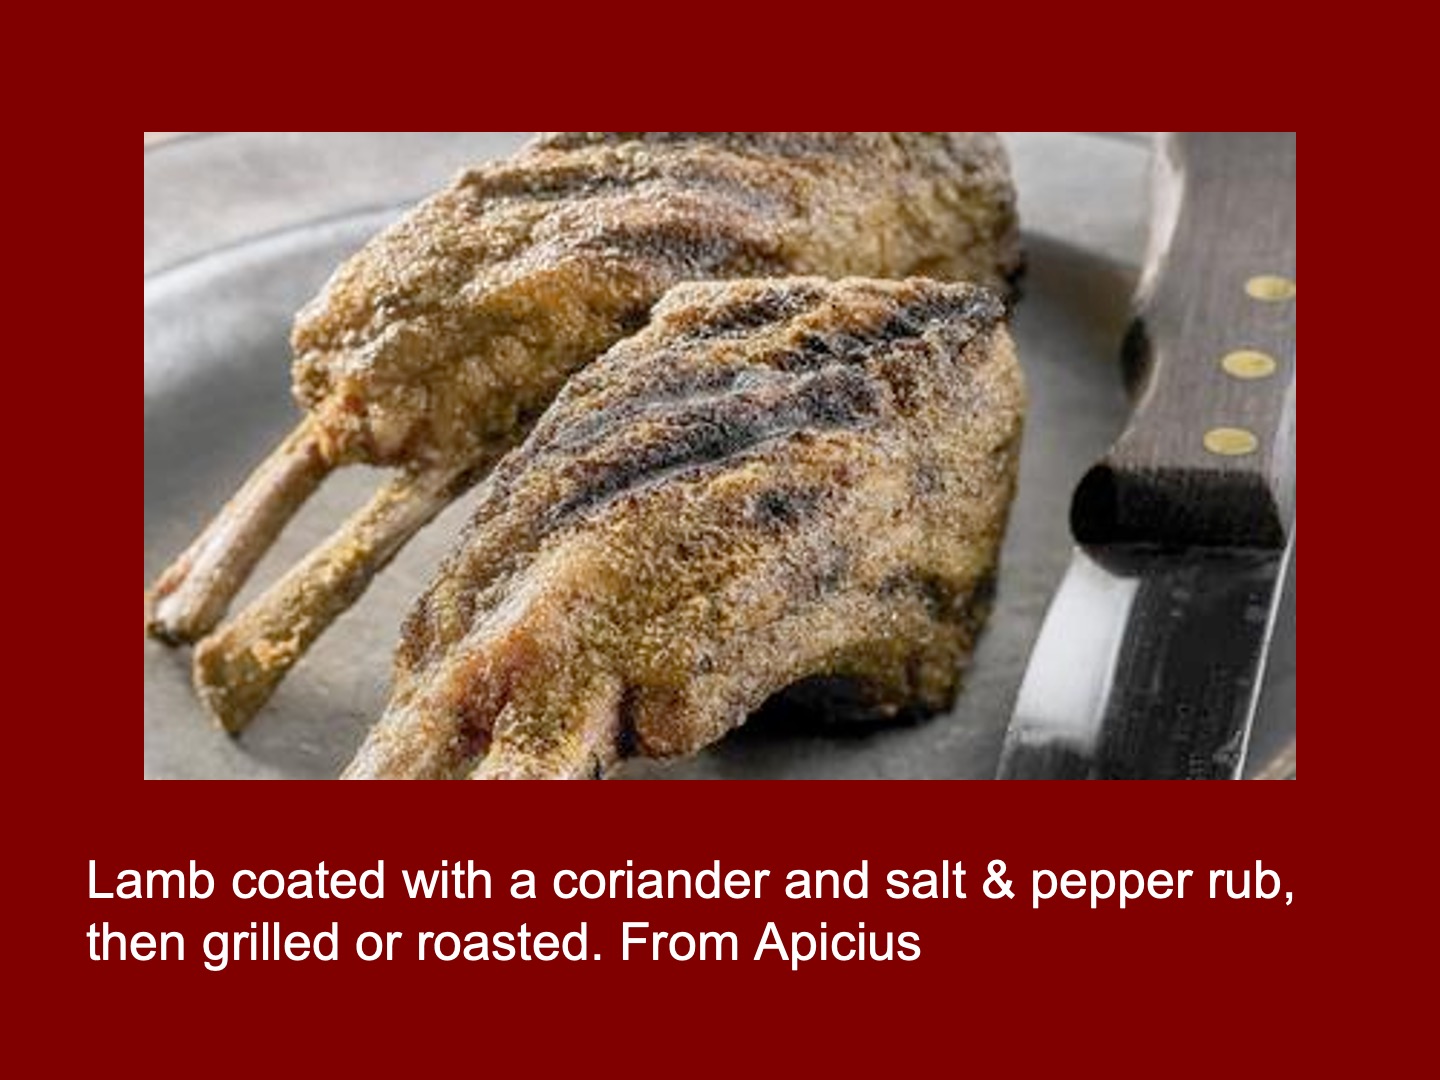 Lamb coated with a coriander and salt & pepper rub,
then grilled or roasted. From Apicius